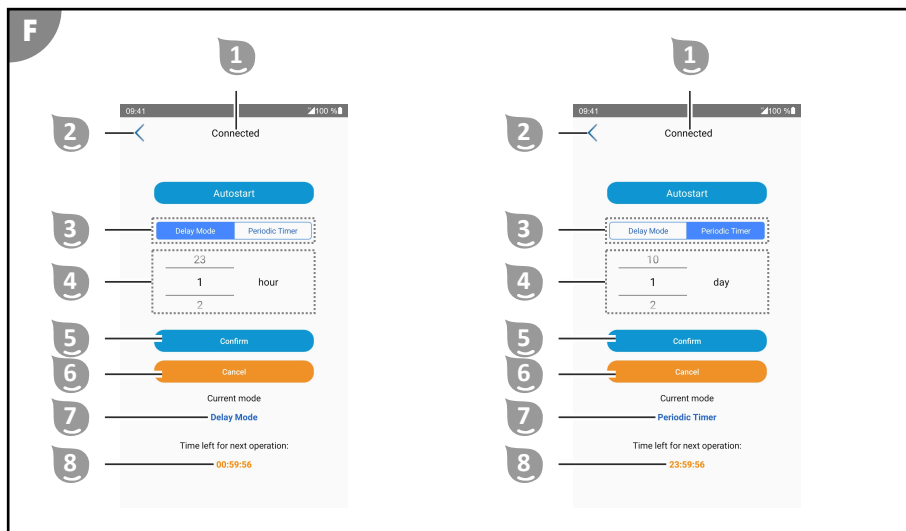 F
1
09:41 100 %
2 Connected
Autostart
3 Delay Mode Periodic Timer
23
4 1 hour
2
5 Confirm
6 Cancel
Current mode
7 Delay Mode
Time left for next operation:
8 00:59:56
1
09:41 100 %
2 Connected
Autostart
3 Delay Mode Periodic Timer
10
4 1 day
2
5 Confirm
6 Cancel
Current mode
7 Periodic Timer
Time left for next operation:
8 23:59:56